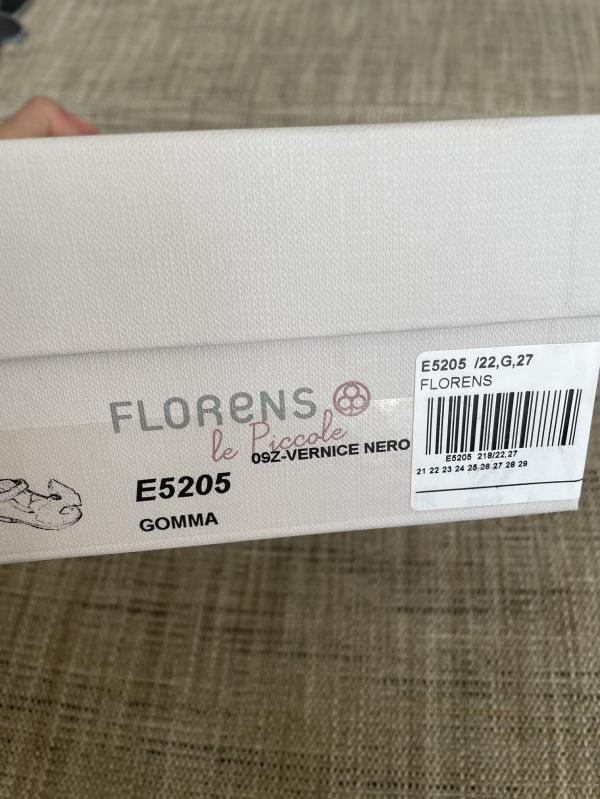 FLORENS
le Piccole
09Z-VERNICE NERO
E5205
GOMMA
E5205 /22,G,27
FLORENS
E5205 218/22,27
21 22 23 24 25 26 27 28 29